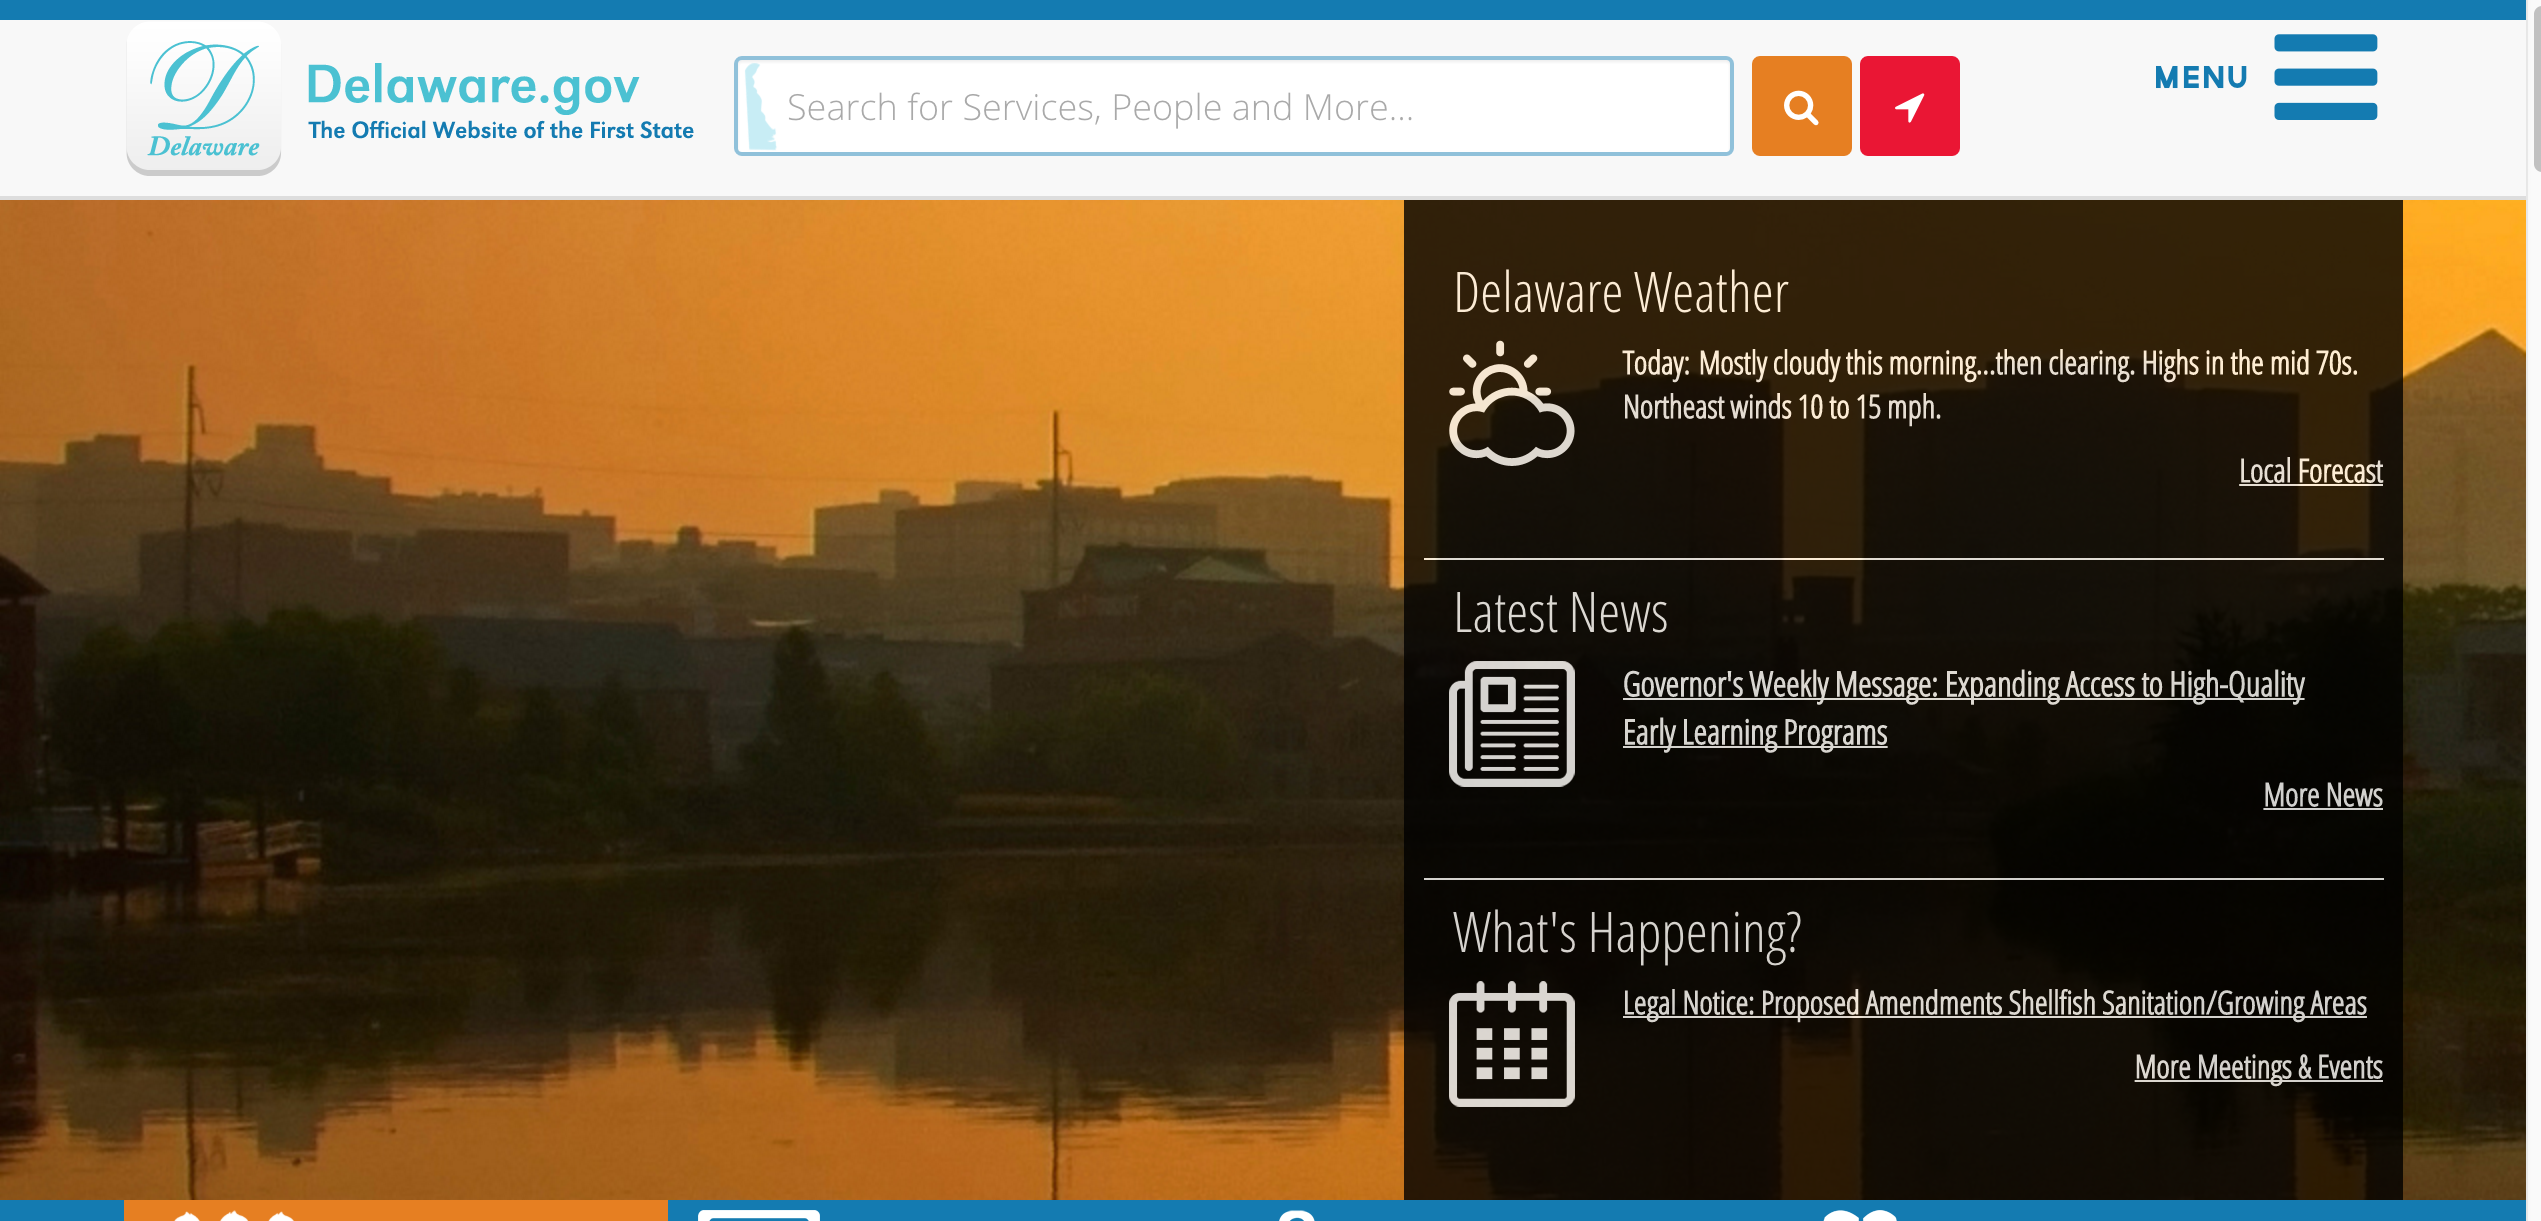 Delaware
Delaware.gov
The Official Website of the First State
Search for Services, People and More...
MENU
Delaware Weather
Today: Mostly cloudy this morning...then clearing. Highs in the mid 70s.
Northeast winds 10 to 15 mph.
Local Forecast
Latest News
Governor's Weekly Message: Expanding Access to High-Quality
Early Learning Programs
More News
What's Happening?
Legal Notice: Proposed Amendments Shellfish Sanitation/Growing Areas
More Meetings & Events